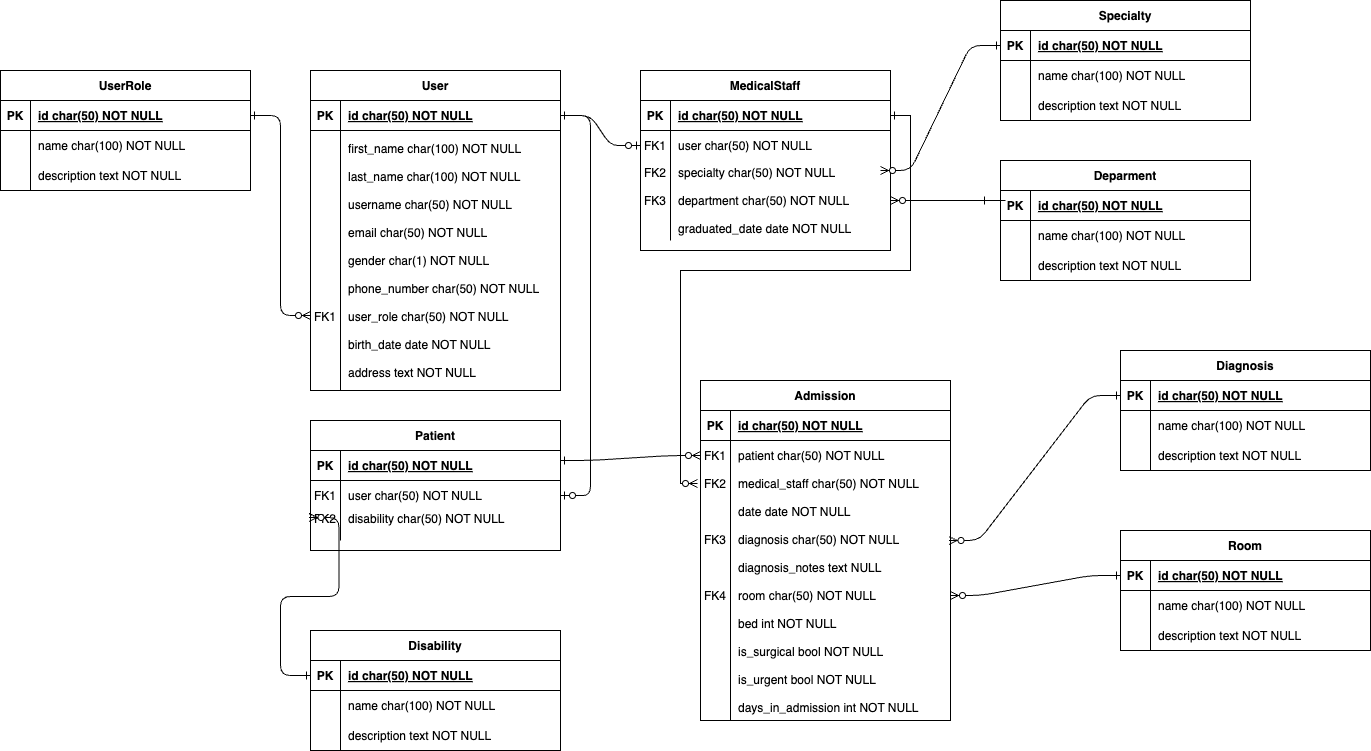 Specialty
PK id char(50) NOT NULL
name char(100) NOT NULL
description text NOT NULL
UserRole
PK id char(50) NOT NULL
name char(100) NOT NULL
description text NOT NULL
User
PK id char(50) NOT NULL
first_name char(100) NOT NULL
last_name char(100) NOT NULL
username char(50) NOT NULL
email char(50) NOT NULL
gender char(1) NOT NULL
phone_number char(50) NOT NULL
FK1 user_role char(50) NOT NULL
birth_date date NOT NULL
address text NOT NULL
MedicalStaff
PK id char(50) NOT NULL
FK1 user char(50) NOT NULL
FK2 specialty char(50) NOT NULL
FK3 department char(50) NOT NULL
graduated_date date NOT NULL
Deparment
PK id char(50) NOT NULL
name char(100) NOT NULL
description text NOT NULL
Patient
PK id char(50) NOT NULL
FK1 user char(50) NOT NULL
FK2 disability char(50) NOT NULL
Admission
PK id char(50) NOT NULL
FK1 patient char(50) NOT NULL
FK2 medical_staff char(50) NOT NULL
date date NOT NULL
FK3 diagnosis char(50) NOT NULL
diagnosis_notes text NULL
FK4 room char(50) NOT NULL
bed int NOT NULL
is_surgical bool NOT NULL
is_urgent bool NOT NULL
days_in_admission int NOT NULL
Diagnosis
PK id char(50) NOT NULL
name char(100) NOT NULL
description text NOT NULL
Room
PK id char(50) NOT NULL
name char(100) NOT NULL
description text NOT NULL
Disability
PK id char(50) NOT NULL
name char(100) NOT NULL
description text NOT NULL